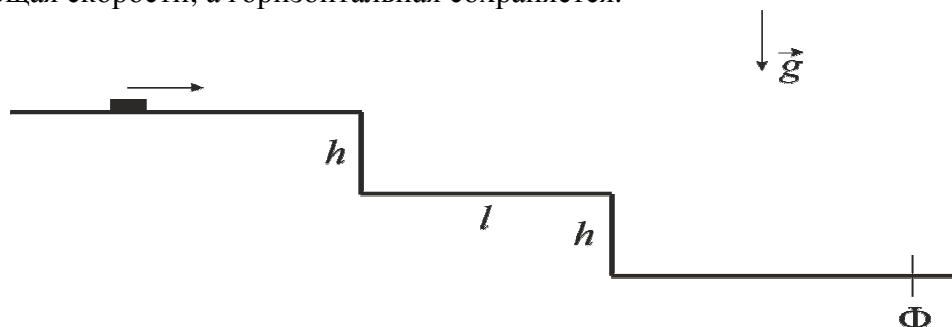 скорости, а горизонтальная сохраняется.
g
h
l
h
Ф